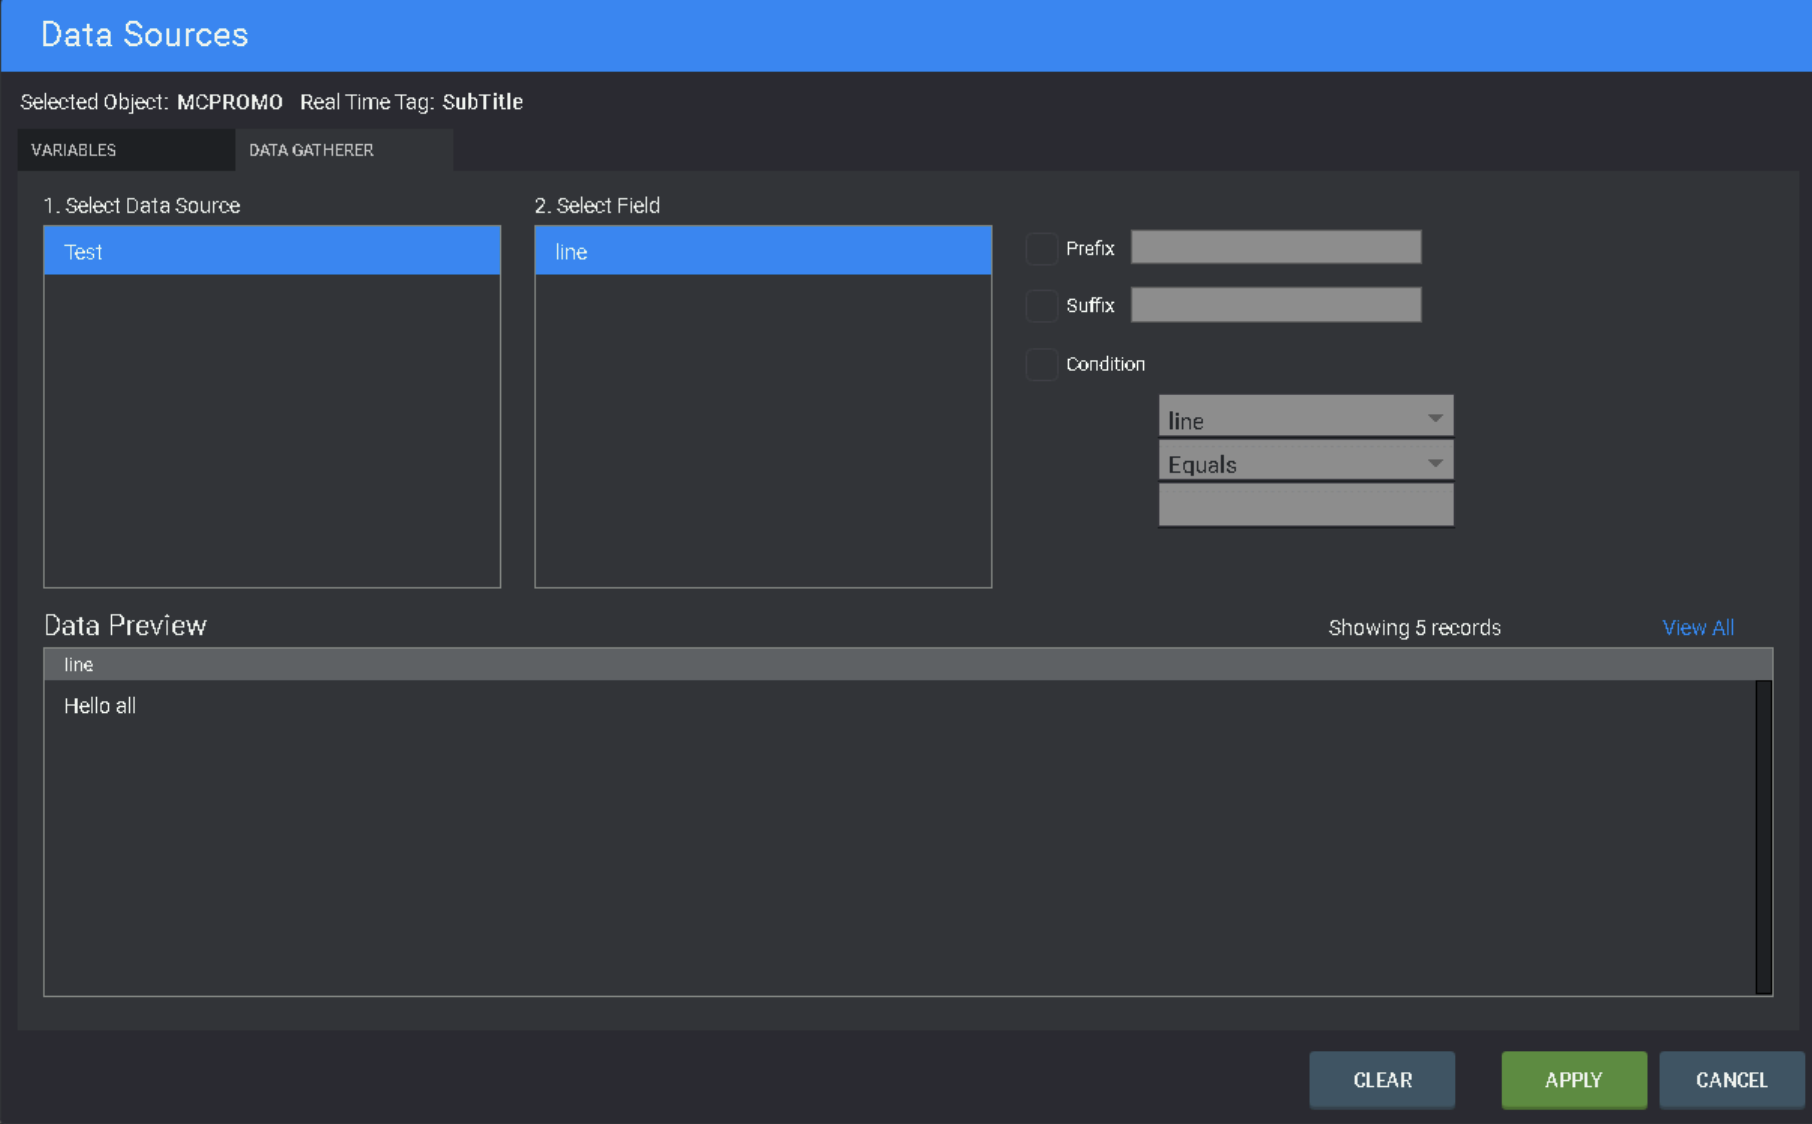 Data Sources
Selected Object: MCPROMO Real Time Tag: SubTitle
VARIABLES
DATA GATHERER
1. Select Data Source
2. Select Field
Test
line
Prefix
Suffix
Condition
line
Equals
Data Preview
Showing 5 records
View All
line
Hello all
CLEAR
APPLY
CANCEL